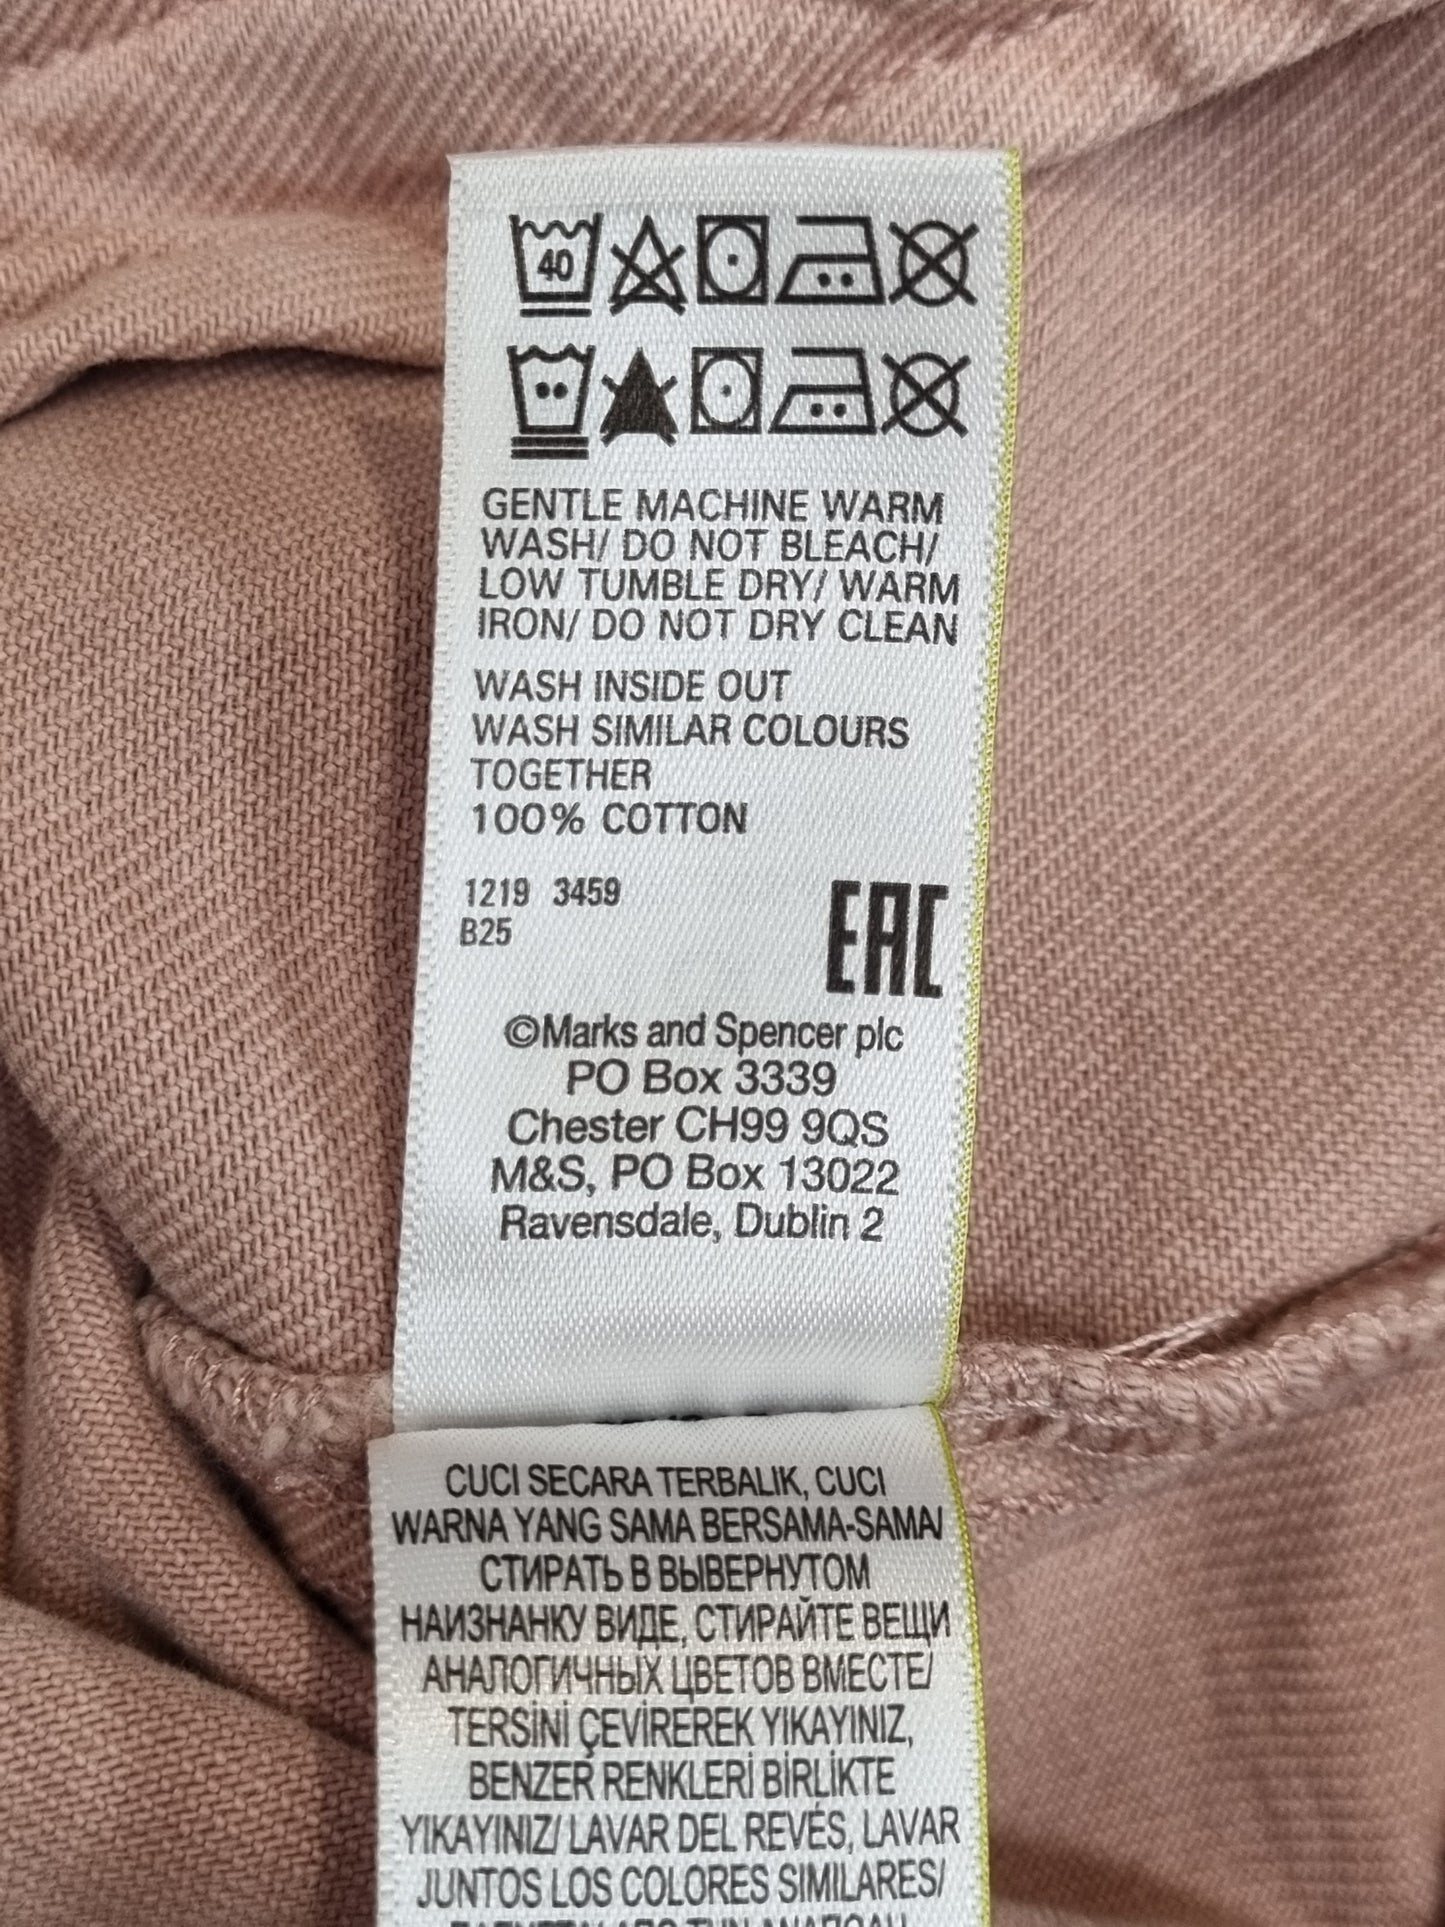 40
GENTLE MACHINE WARM
WASH/ DO NOT BLEACH/
LOW TUMBLE DRY/ WARM
IRON/ DO NOT DRY CLEAN
WASH INSIDE OUT
WASH SIMILAR COLOURS
TOGETHER
100% COTTON
1219 3459
B25
EAC
©Marks and Spencer plc
PO Box 3339
Chester CH99 9QS
M&S, PO Box 13022
Ravensdale, Dublin 2
CUCI SECARA TERBALIK, CUCI
WARNA YANG SAMA BERSAMA-SAMA/
СТИРАТЬ В ВЫВЕРНУТОМ
НАИЗНАНКУ ВИДЕ, СТИРАЙТЕ ВЕЩИ
АНАЛОГИЧНЫХ ЦВЕТОВ ВМЕСТЕ/
TERSİNİ ÇEVİREREK YIKAYINIZ,
BENZER RENKLERİ BİRLİKTE
YIKAYINIZ/ LAVAR DEL REVÉS, LAVAR
JUNTOS LOS COLORES SIMILARES/